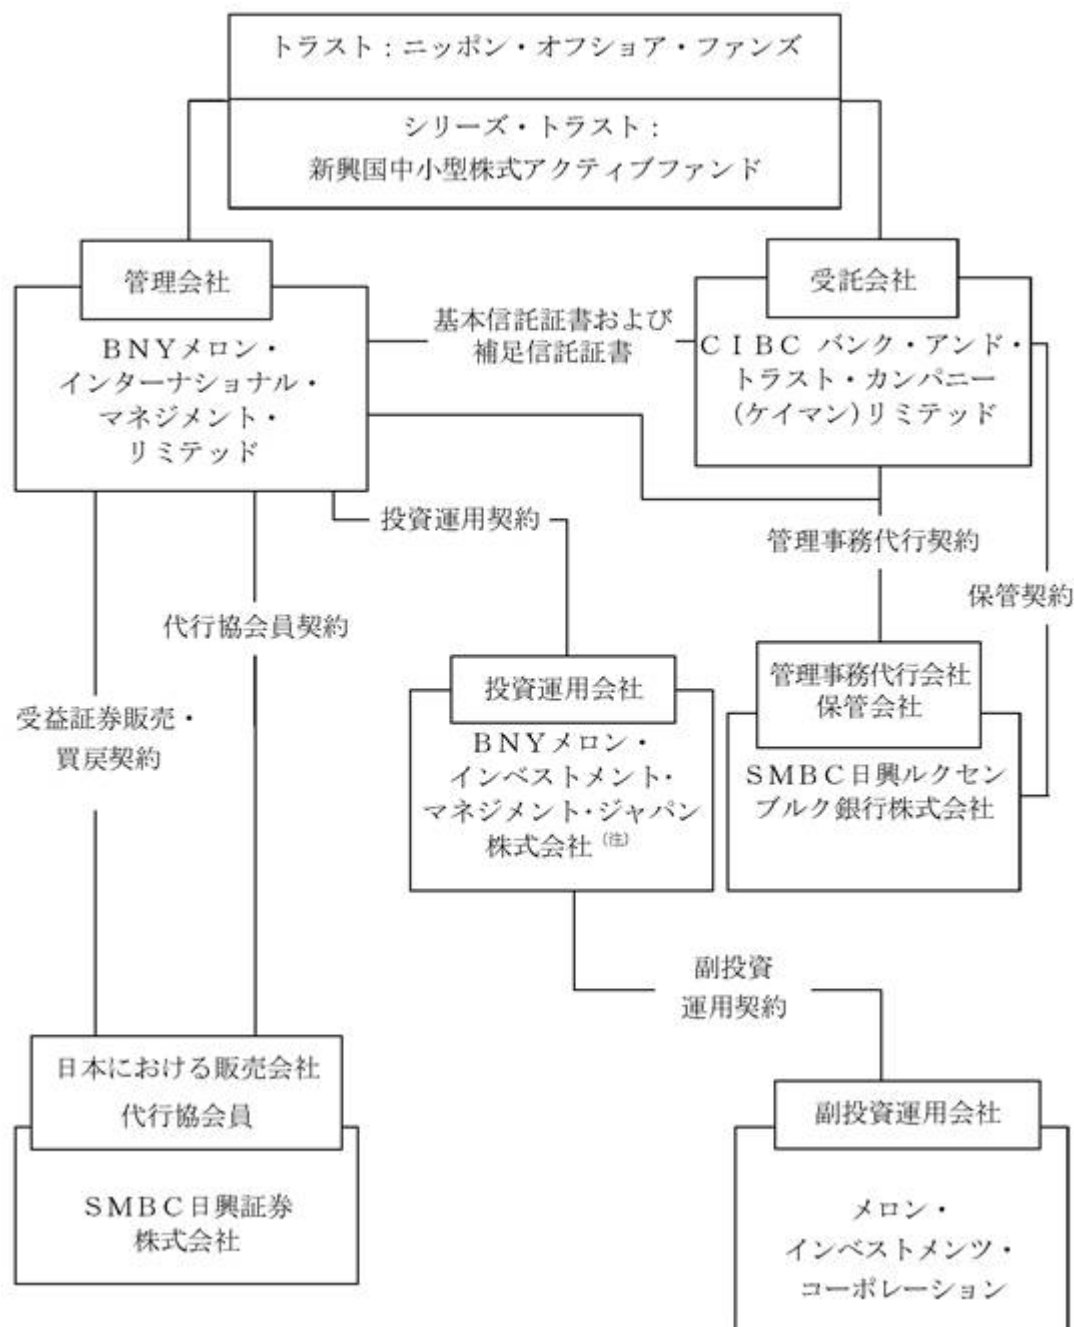 トラスト：ニッポン・オフショア・ファンズ
シリーズ・トラスト：
新興国中小型株式アクティブファンド
管理会社
BNYメロン・
インターナショナル・
マネジメント・
リミテッド
基本信託証書および
補足信託証書
受託会社
ＣＩＢＣ バンク・アンド・
トラスト・カンパニー
(ケイマン)リミテッド
投資運用契約
管理事務代行契約
保管契約
代行協会員契約
受益証券販売・
買戻契約
投資運用会社
BNYメロン・
インベストメント・
マネジメント・ジャパン
株式会社（注）
管理事務代行会社
保管会社
ＳＭＢＣ日興ルクセン
ブルク銀行株式会社
副投資
運用契約
日本における販売会社
代行協会員
ＳＭＢＣ日興証券
株式会社
副投資運用会社
メロン・
インベストメンツ・
コーポレーション